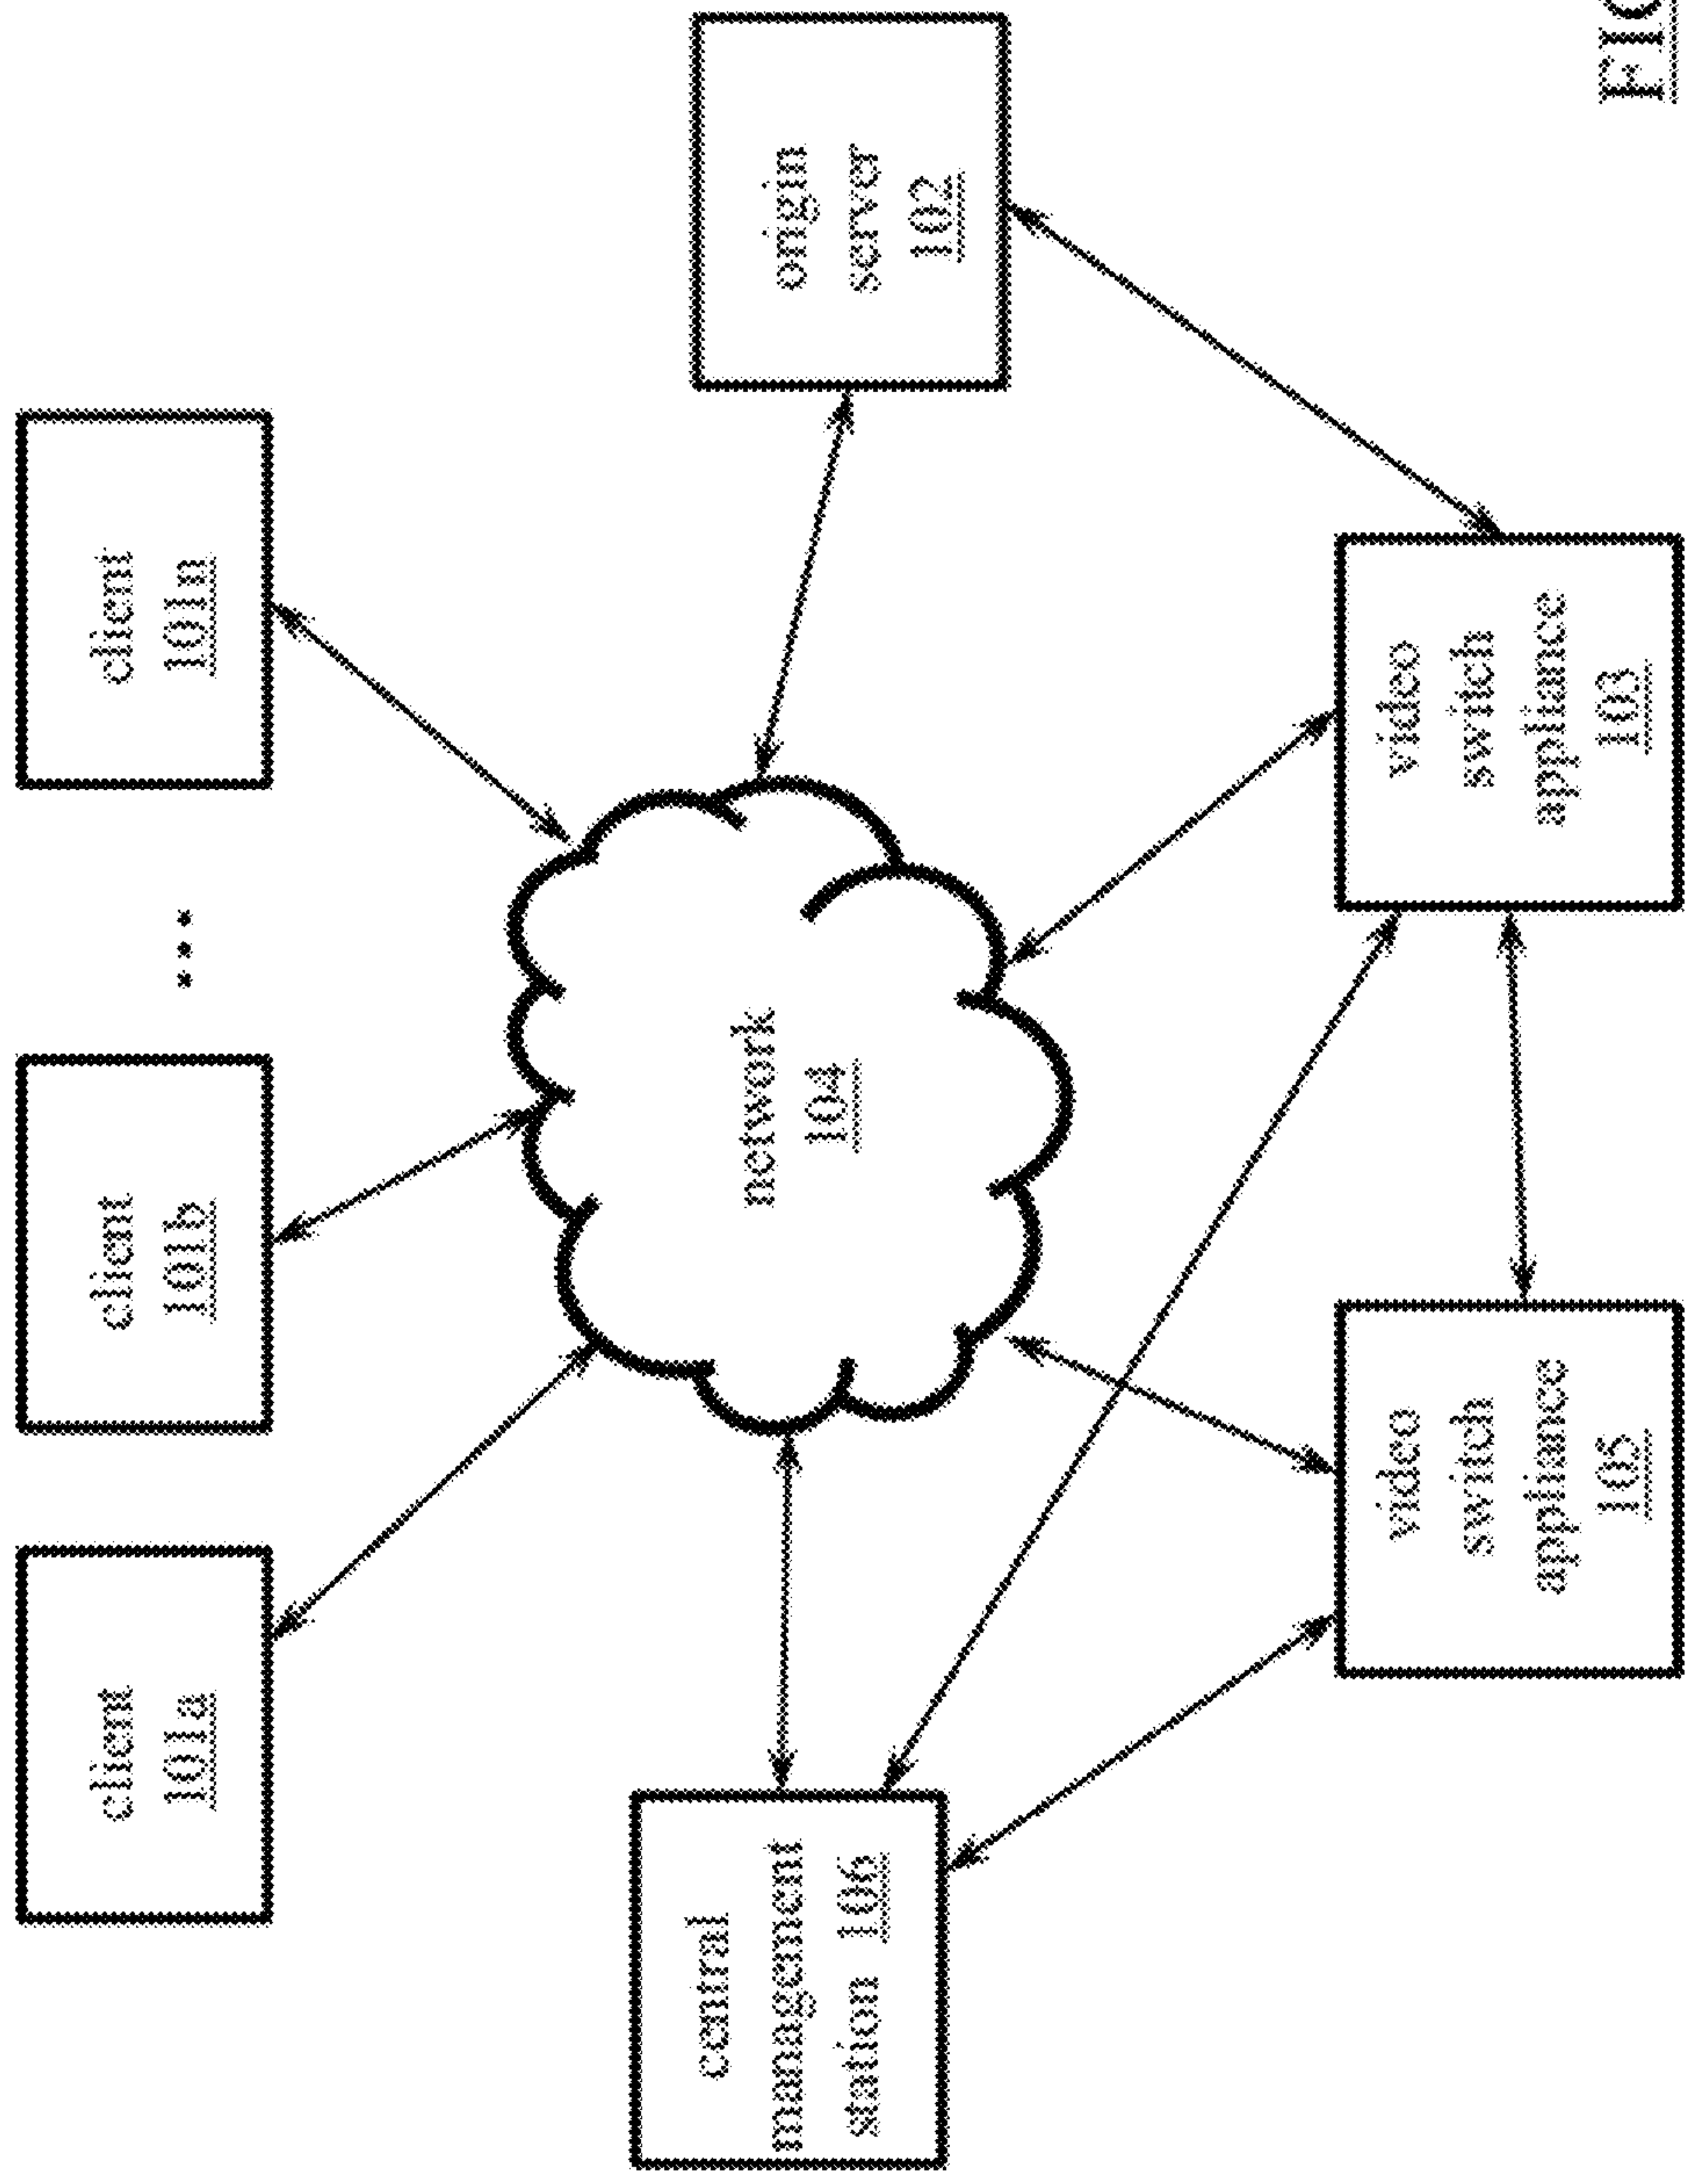 client
101a
client
101b
...
client
101n
network
104
origin
server
102
central
management
station 106
video
switch
appliance
105
video
switch
appliance
103